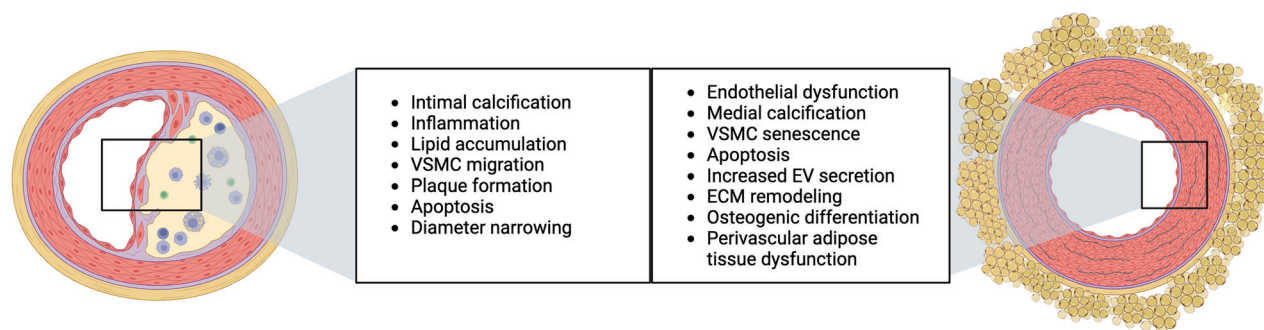 • Intimal calcification
• Inflammation
• Lipid accumulation
• VSMC migration
• Plaque formation
• Apoptosis
• Diameter narrowing
• Endothelial dysfunction
• Medial calcification
• VSMC senescence
• Apoptosis
• Increased EV secretion
• ECM remodeling
• Osteogenic differentiation
• Perivascular adipose
tissue dysfunction